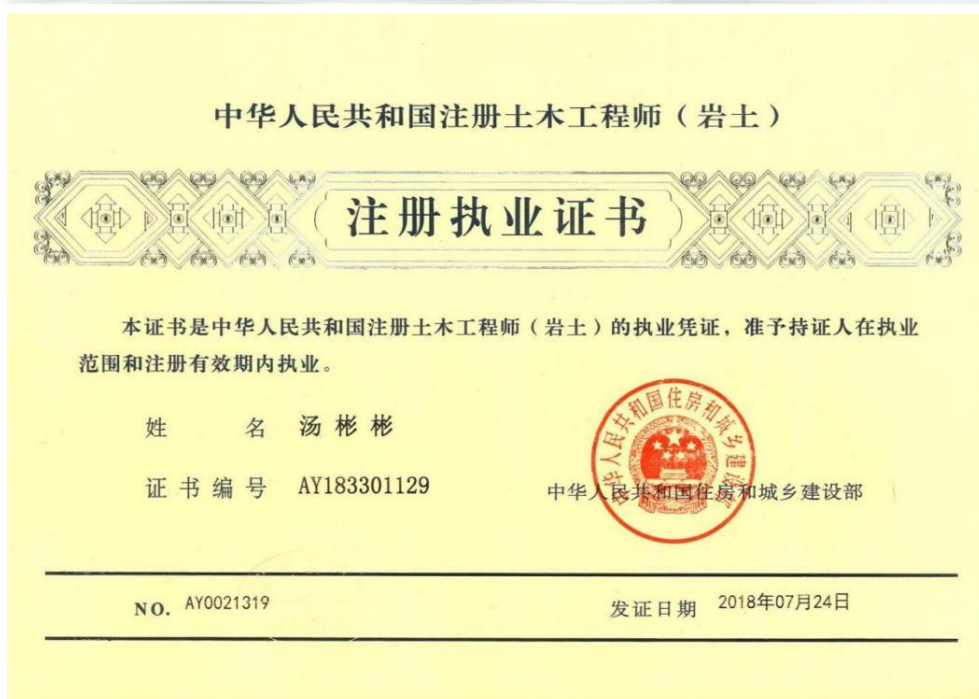 中华人民共和国注册土木工程师（岩土）
注册执业证书
本证书是中华人民共和国注册土木工程师（岩土）的执业凭证，准予持证人在执业
范围和注册有效期内执业。
姓 名 汤彬彬
证书编号 AY183301129
中华人民共和国住房和城乡建设部
中华人民共和国住房和城乡建设部
NO. AY0021319
发证日期 2018年07月24日